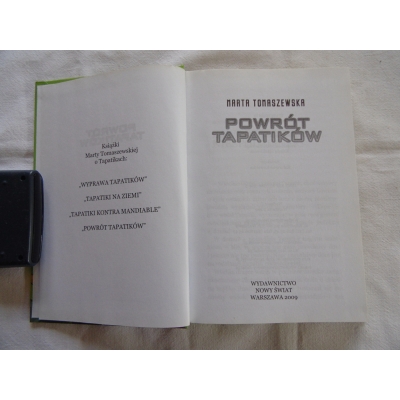 Książki
Marty Tomaszewskiej
o Tapatikach:
„WYPRAWA TAPATIKÓW"
„TAPATIKI NA ZIEMI"
„TAPATIKI KONTRA MANDIABLE"
„POWRÓT TAPATIKÓW"
MARTA TOMASZEWSKA
POWRÓT
TAPATIKÓW
WYDAWNICTWO
NOWY ŚWIAT
WARSZAWA 2009